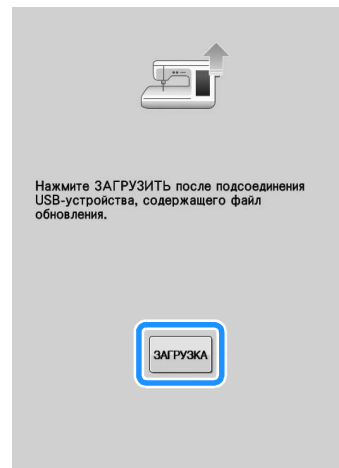 Нажмите ЗАГРУЗИТЬ после подсоединения
USB-устройства, содержащего файл
обновления.
ЗАГРУЗКА